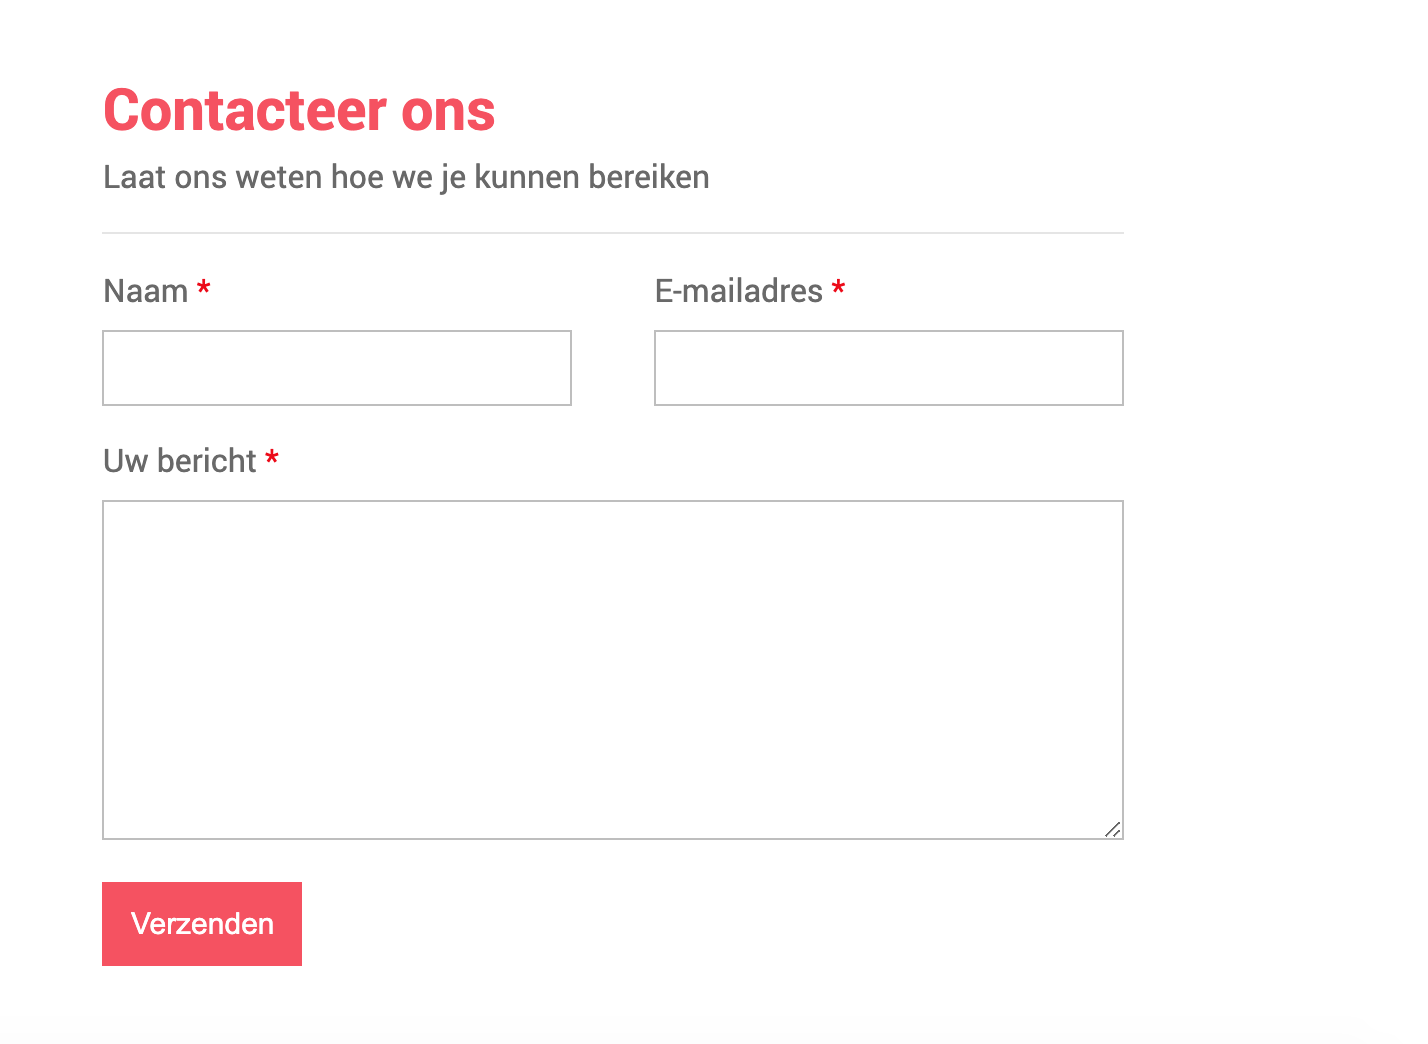 Contacteer ons
Laat ons weten hoe we je kunnen bereiken
Naam *
E-mailadres *
Uw bericht *
Verzenden